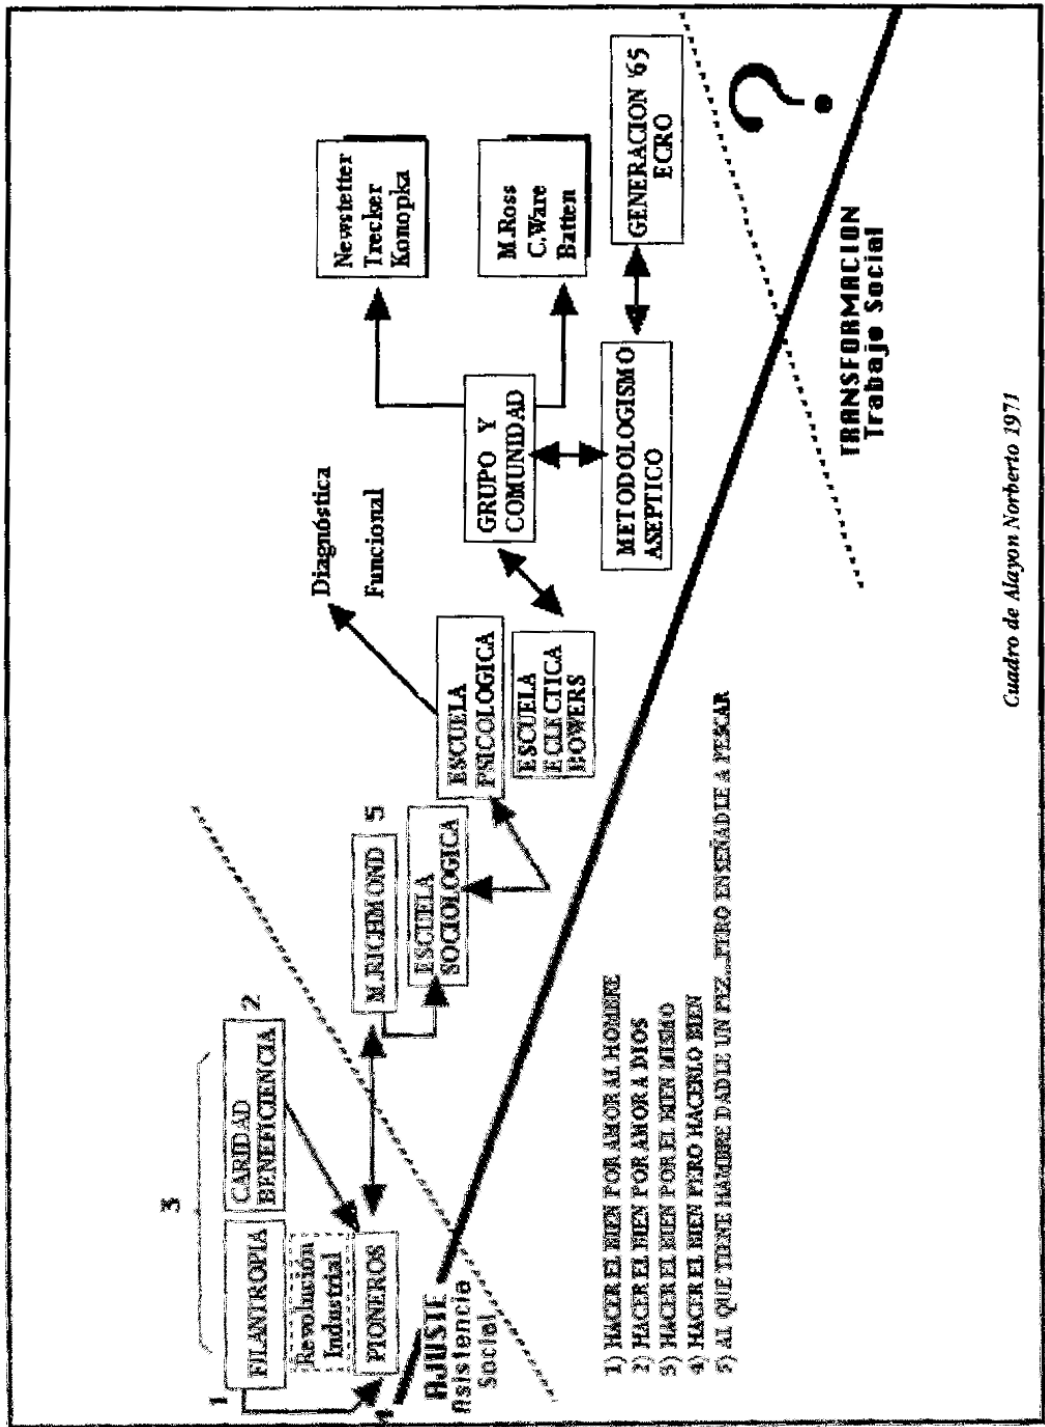 3
1
FILANTROPIA
CARIDAD
BENEFICIENCIA
2
Revolución
Industrial
PIONEROS
4
AJUSTE
Asistencia
Social
M.RICHMOND
5
ESCUELA
SOCIOLOGICA
ESCUELA
PSICOLOGICA
ESCUELA
ECLECTICA
BOWERS
Diagnóstica
Funcional
GRUPO Y
COMUNIDAD
Newstetter
Trecker
Konopka
M.Ross
C.Ware
Batten
METODOLOGISMO
ASEPTICO
GENERACION '65
ECRO
?
TRANSFORMACION
Trabajo Social
1) HACER EL BIEN POR AMOR AL HOMBRE
2) HACER EL BIEN POR AMOR A DIOS
3) HACER EL BIEN POR EL BIEN MISMO
4) HACER EL BIEN PERO HACERLO BIEN
5) AL QUE TIENE HAMBRE DADLE UN PEZ...PERO ENSEÑADLE A PESCAR
Cuadro de Alayon Norberto 1971